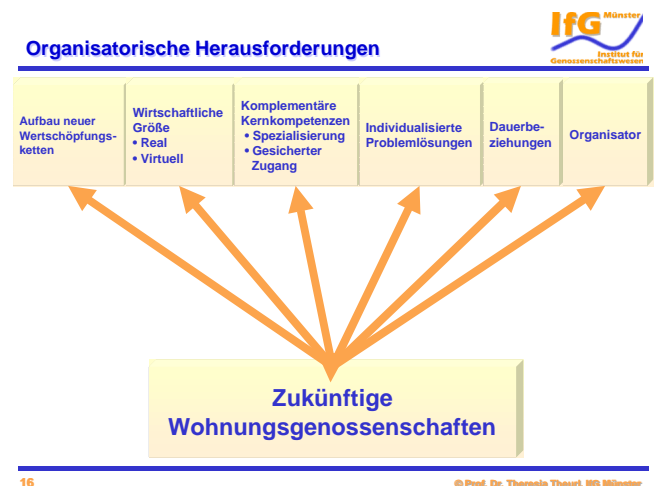 IfG Münster
Institut für
Genossenschaftswesen
Organisatorische Herausforderungen
Aufbau neuer
Wertschöpfungs-
ketten
Wirtschaftliche
Größe
• Real
• Virtuell
Komplementäre
Kernkompetenzen
• Spezialisierung
• Gesicherter
Zugang
Individualisierte
Problemlösungen
Dauerbe-
ziehungen
Organisator
Zukünftige
Wohnungsgenossenschaften
16
© Prof. Dr. Theresia Theurl, IfG Münster